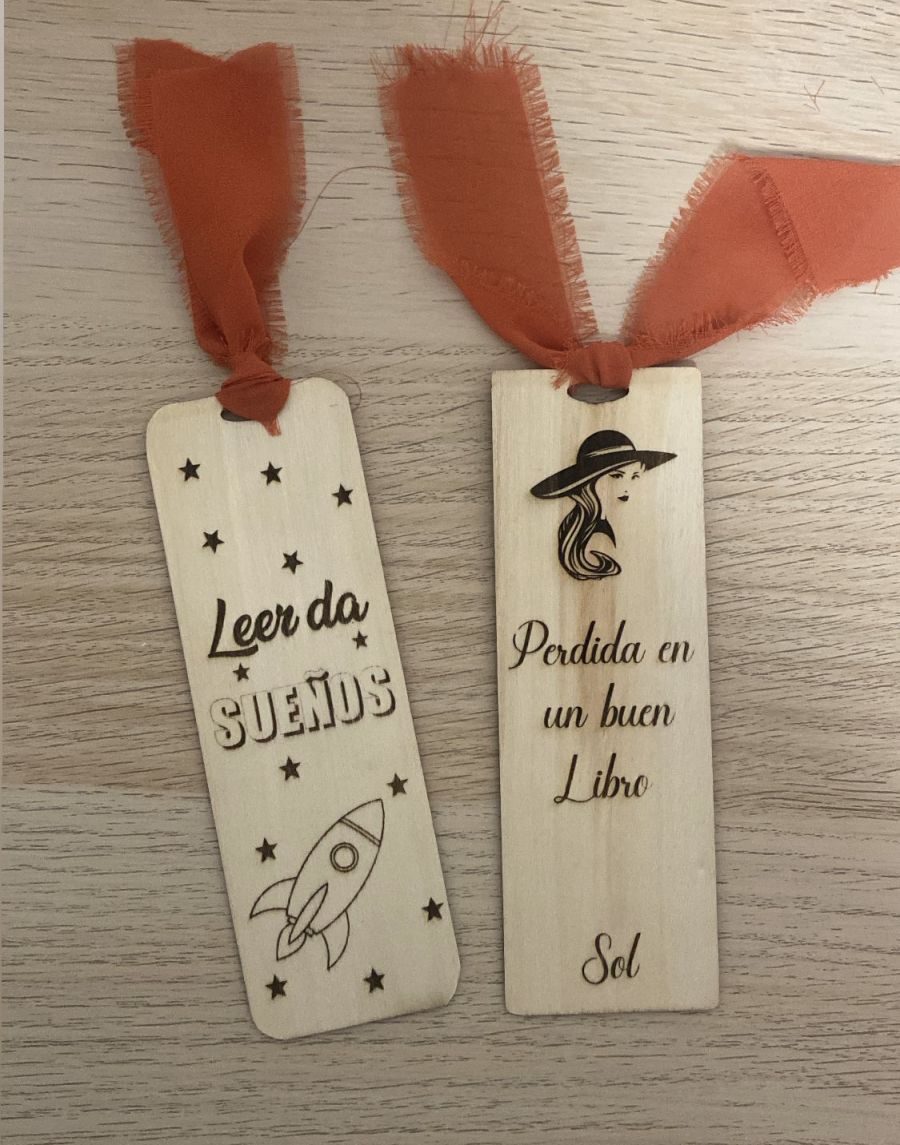 Leer da
SUEÑOS
Perdida en
un buen
Libro
Sol